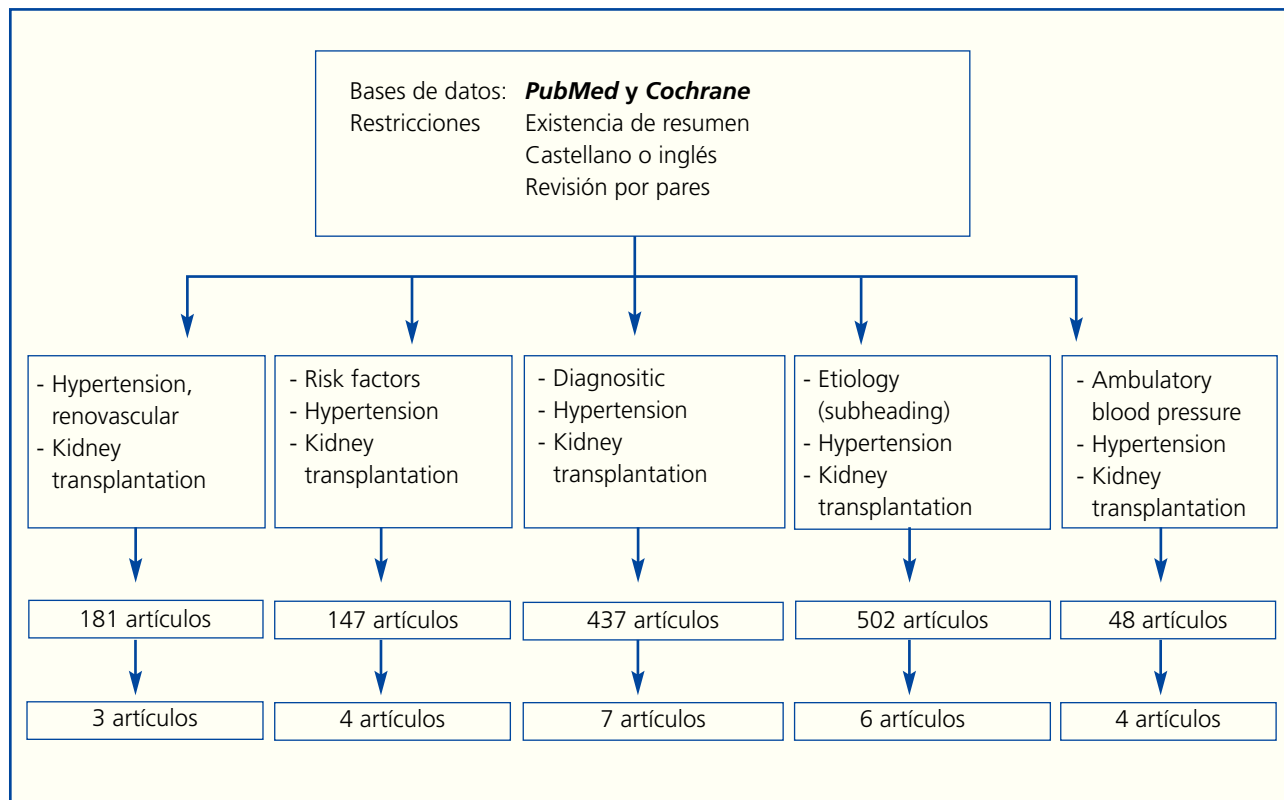 Bases de datos: PubMed y Cochrane
Restricciones Existencia de resumen
Castellano o inglés
Revisión por pares
- Hypertension,
renovascular
- Kidney
transplantation
- Risk factors
- Hypertension
- Kidney
transplantation
- Diagnositic
- Hypertension
- Kidney
transplantation
- Etiology
(subheading)
- Hypertension
- Kidney
transplantation
- Ambulatory
blood pressure
- Hypertension
- Kidney
transplantation
181 artículos
147 artículos
437 artículos
502 artículos
48 artículos
3 artículos
4 artículos
7 artículos
6 artículos
4 artículos